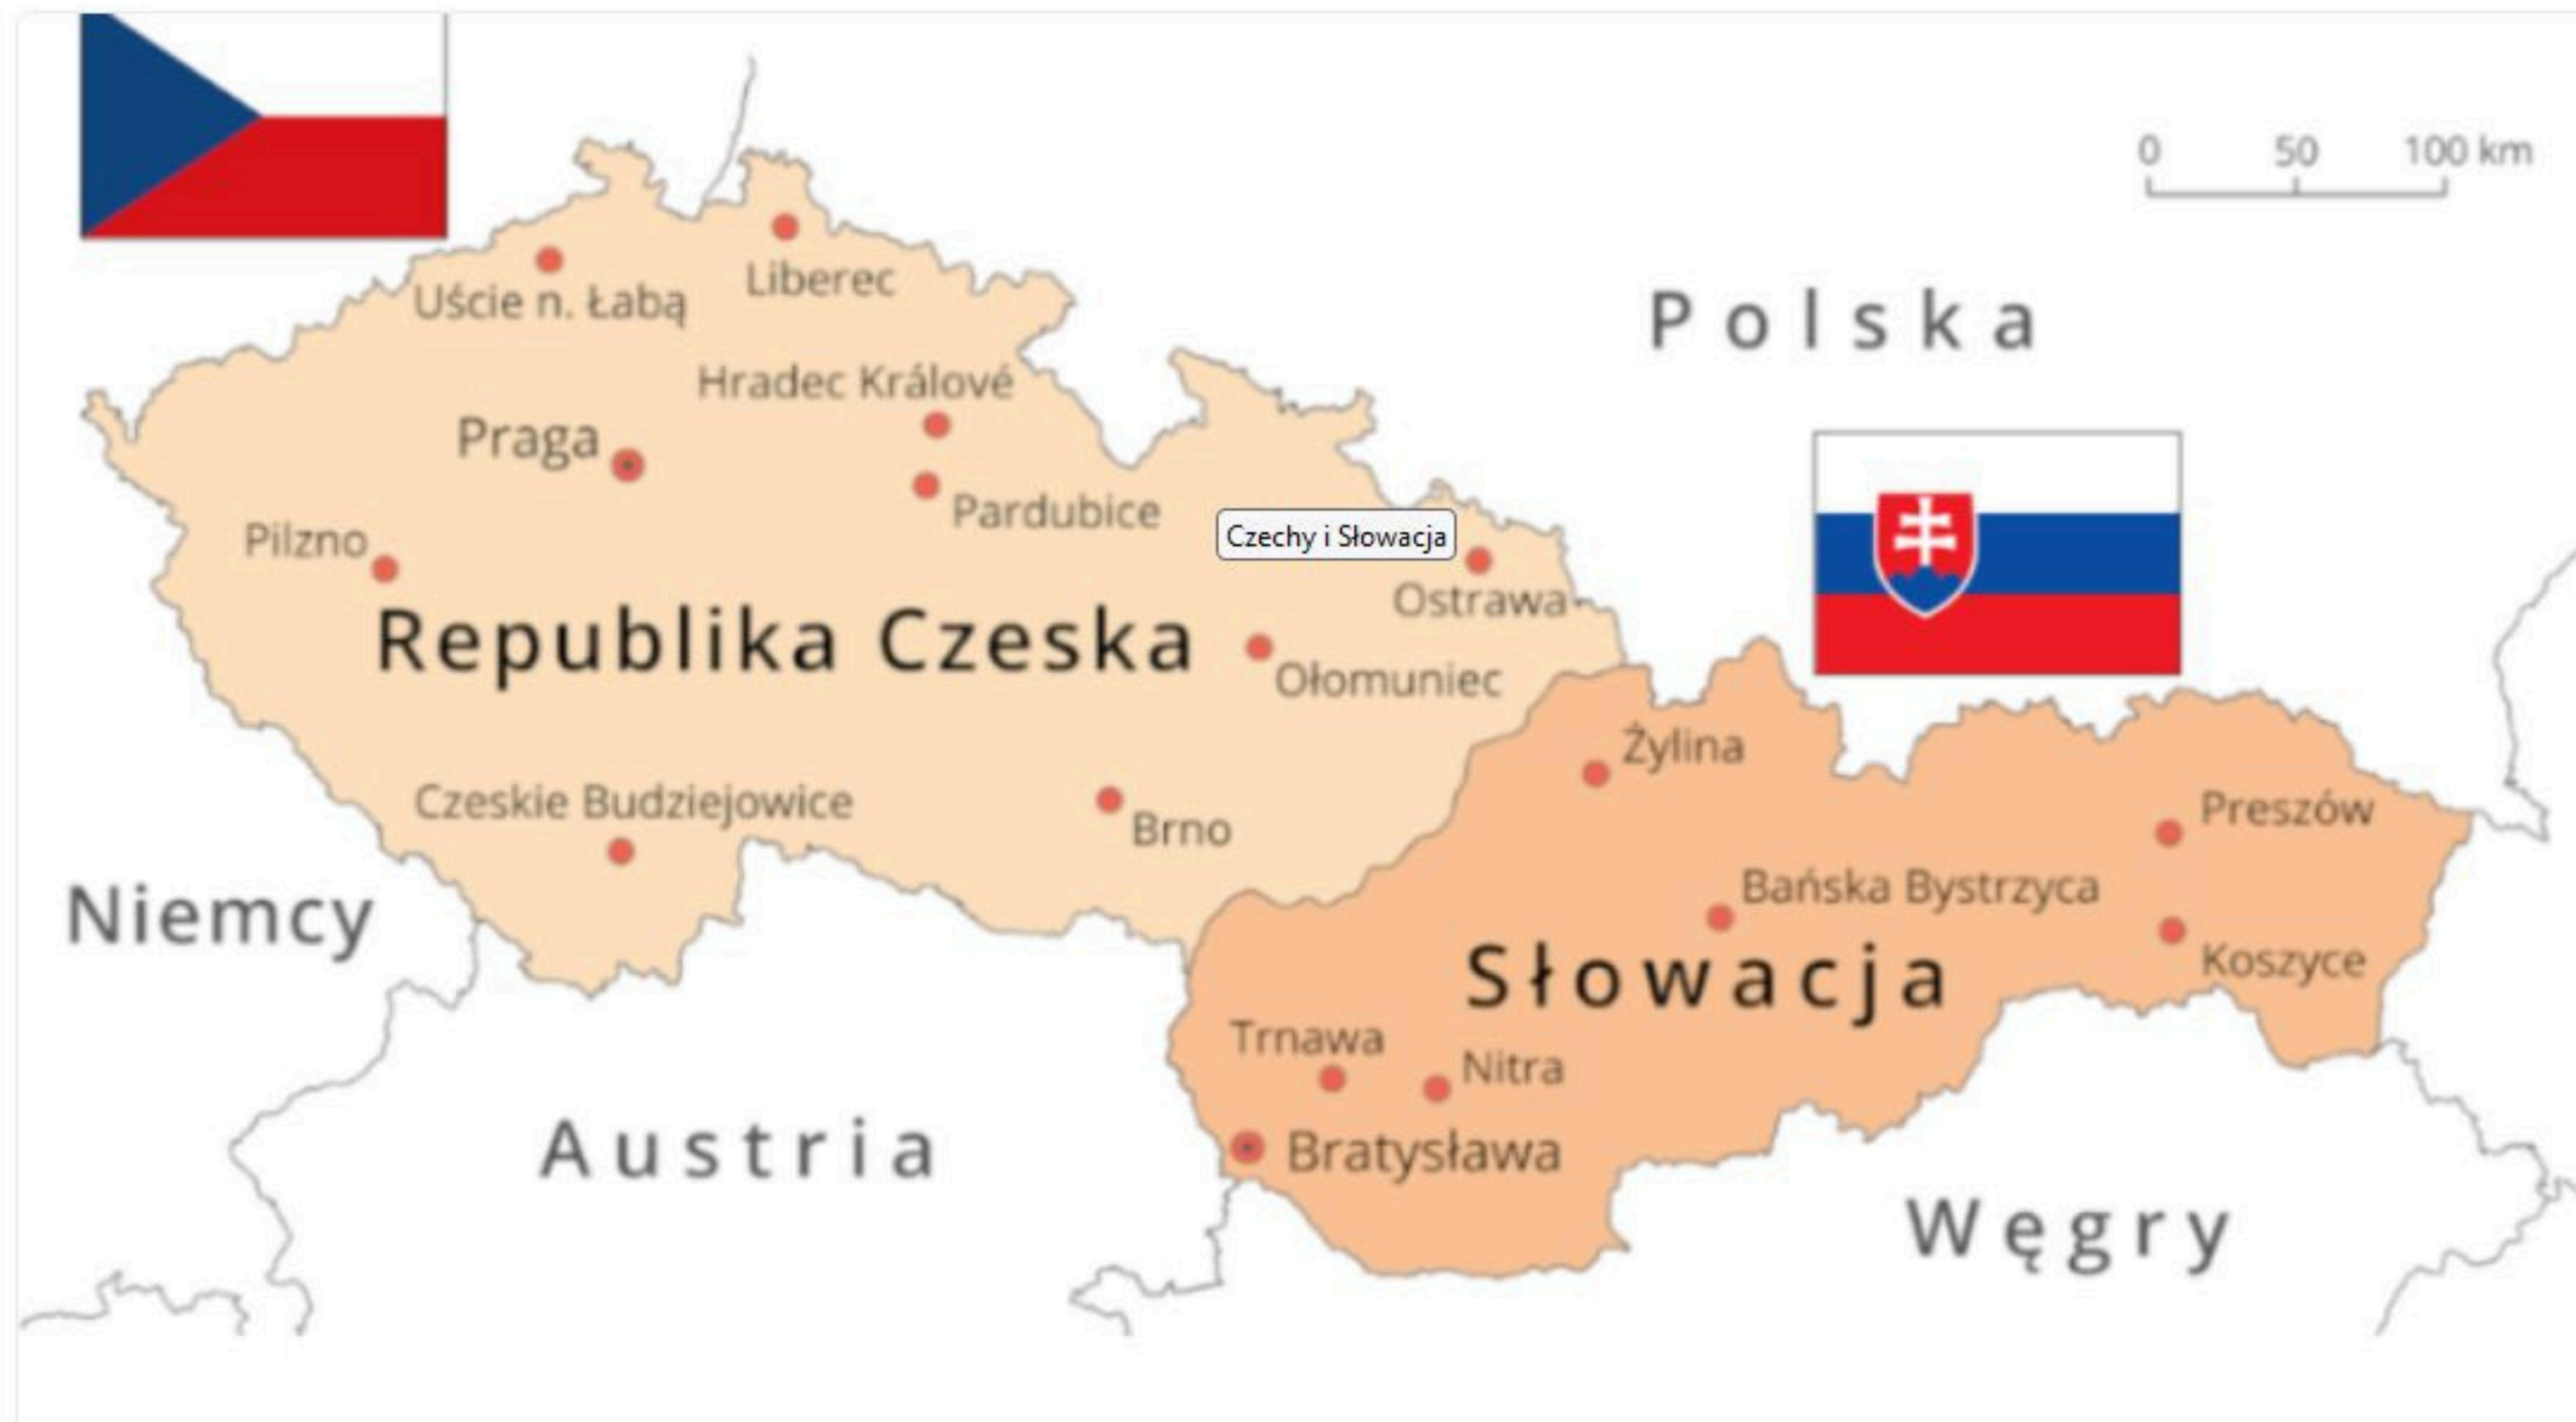 0 50 100 km
Liberec
Uście n. Łabą
Polska
Hradec Králové
Praga
Pardubice
Czechy i Słowacja
Pilzno
Ostrawa
Republika Czeska
Ołomuniec
Żylina
Czeskie Budziejowice
Preszów
Brno
Bańska Bystrzyca
Niemcy
Koszyce
Słowacja
Trnawa
Nitra
Austria
Bratysława
Węgry